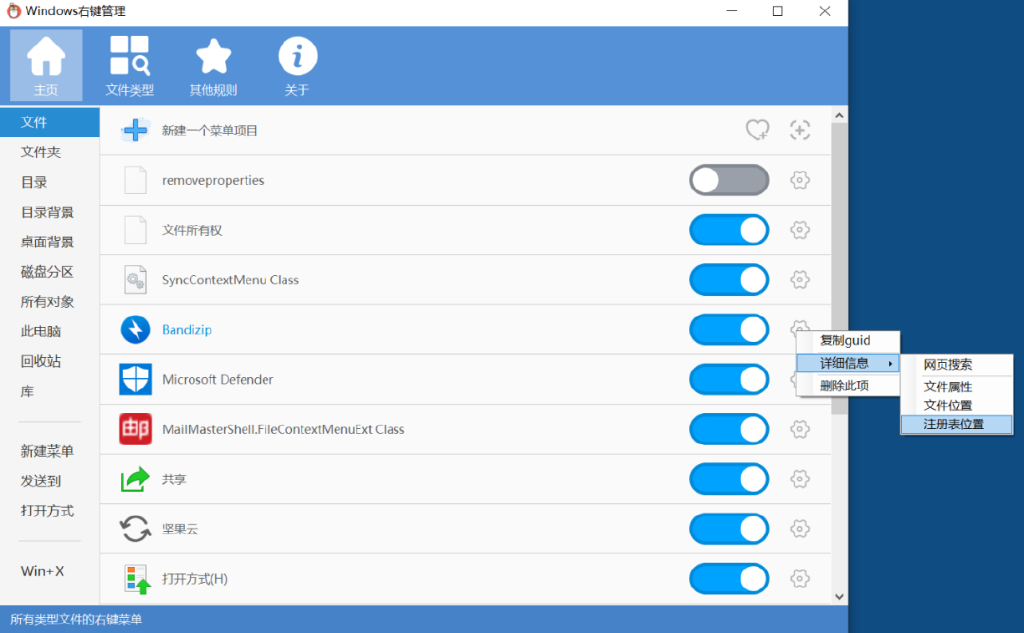 Windows右键管理
主页
文件类型
其他规则
关于
文件
文件夹
目录
目录背景
桌面背景
磁盘分区
所有对象
此电脑
回收站
库
新建菜单
发送到
打开方式
Win+X
新建一个菜单项目
removeproperties
文件所有权
SyncContextMenu Class
Bandizip
Microsoft Defender
邮
MailMasterShell.FileContextMenuExt Class
共享
坚果云
打开方式(H)
复制guid
详细信息
删除此项
网页搜索
文件属性
文件位置
注册表位置
所有类型文件的右键菜单